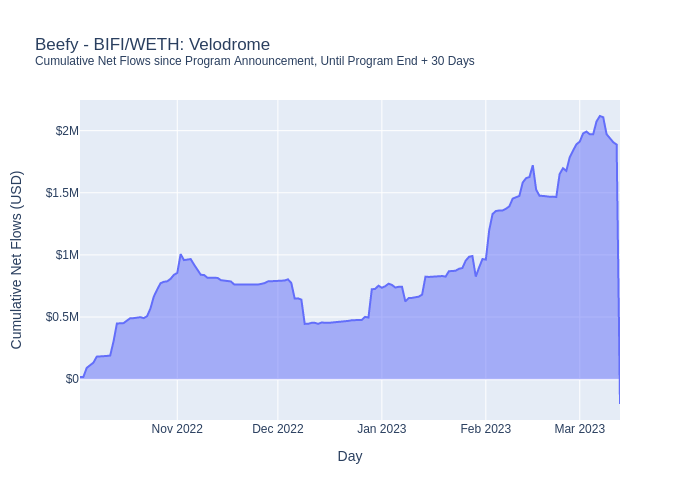 Beefy - BIFI/WETH: Velodrome
Cumulative Net Flows since Program Announcement, Until Program End + 30 Days
Cumulative Net Flows (USD)
$2M
$1.5M
$1M
$0.5M
$0
Nov 2022 Dec 2022 Jan 2023 Feb 2023 Mar 2023
Day